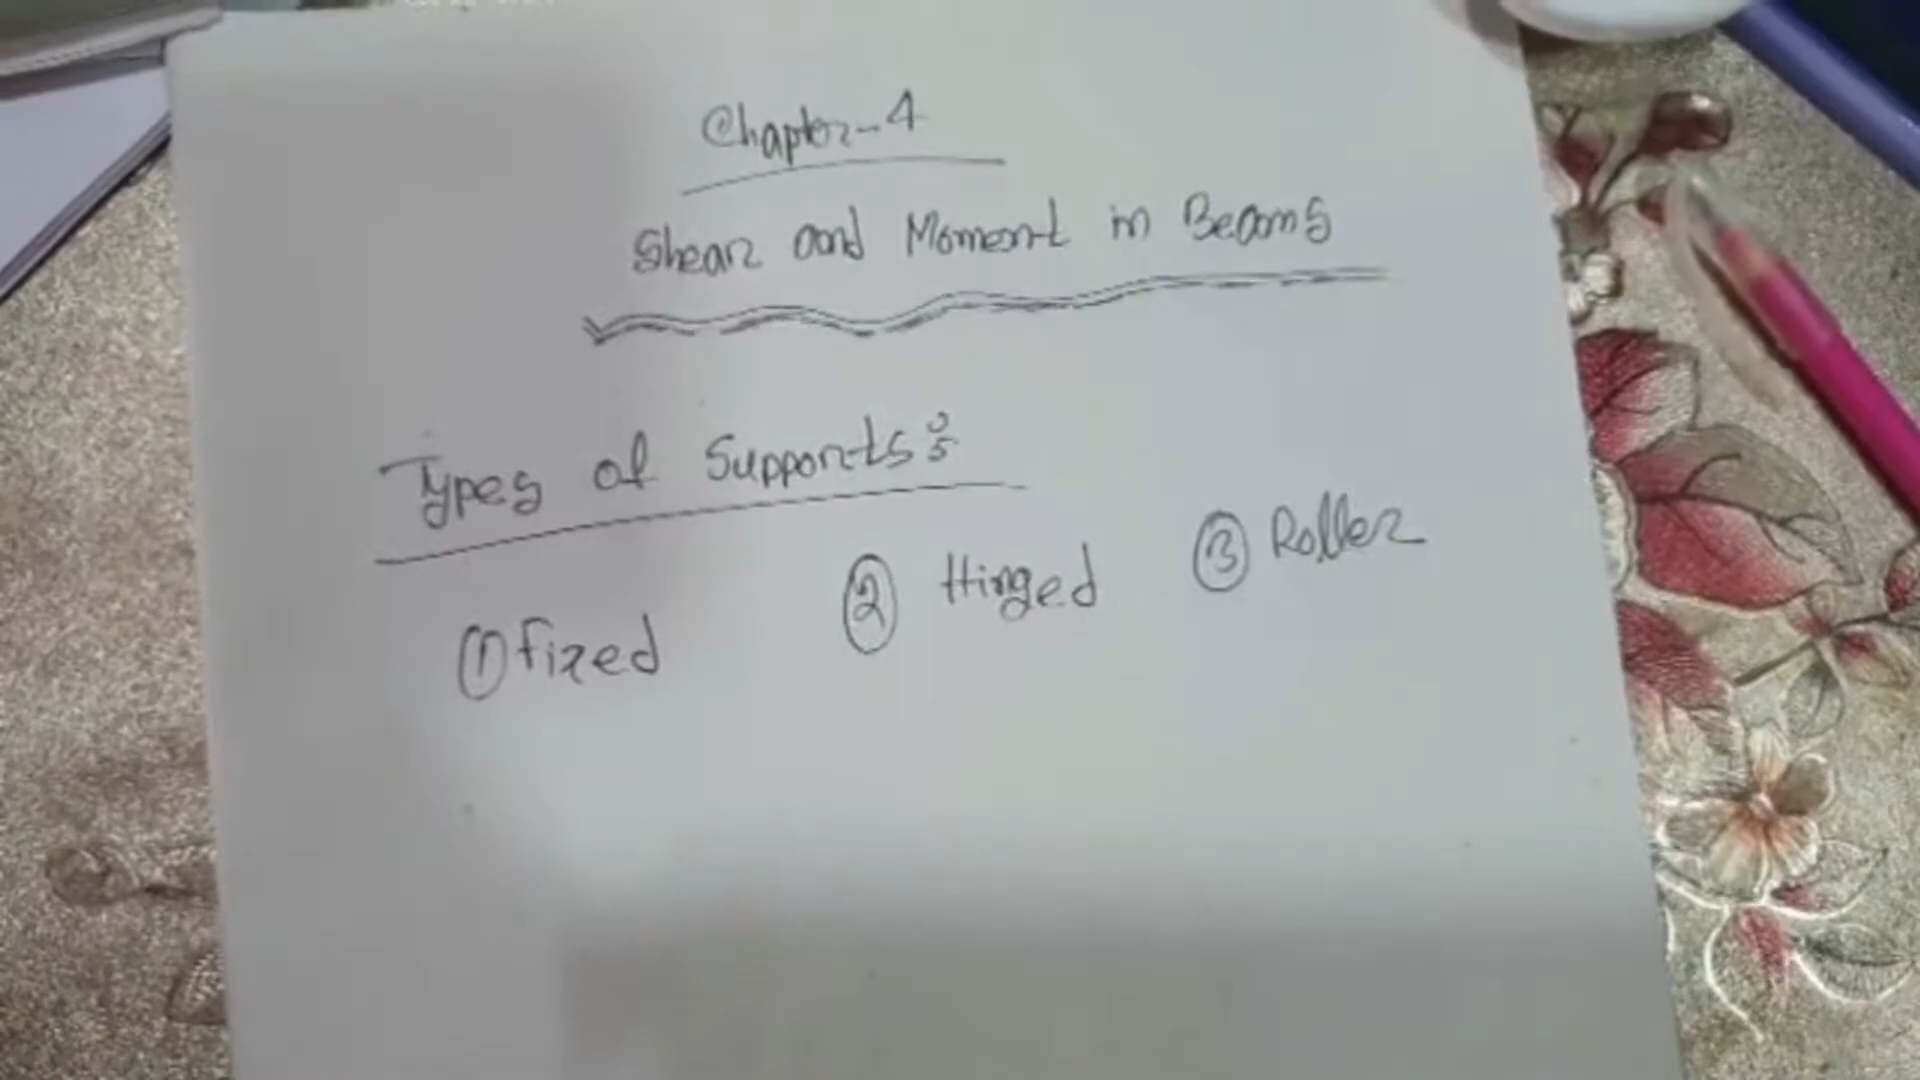 Chapter-4
Shear and Moment in Beams
Types of Supports:
① fixed ② Hinged ③ Roller